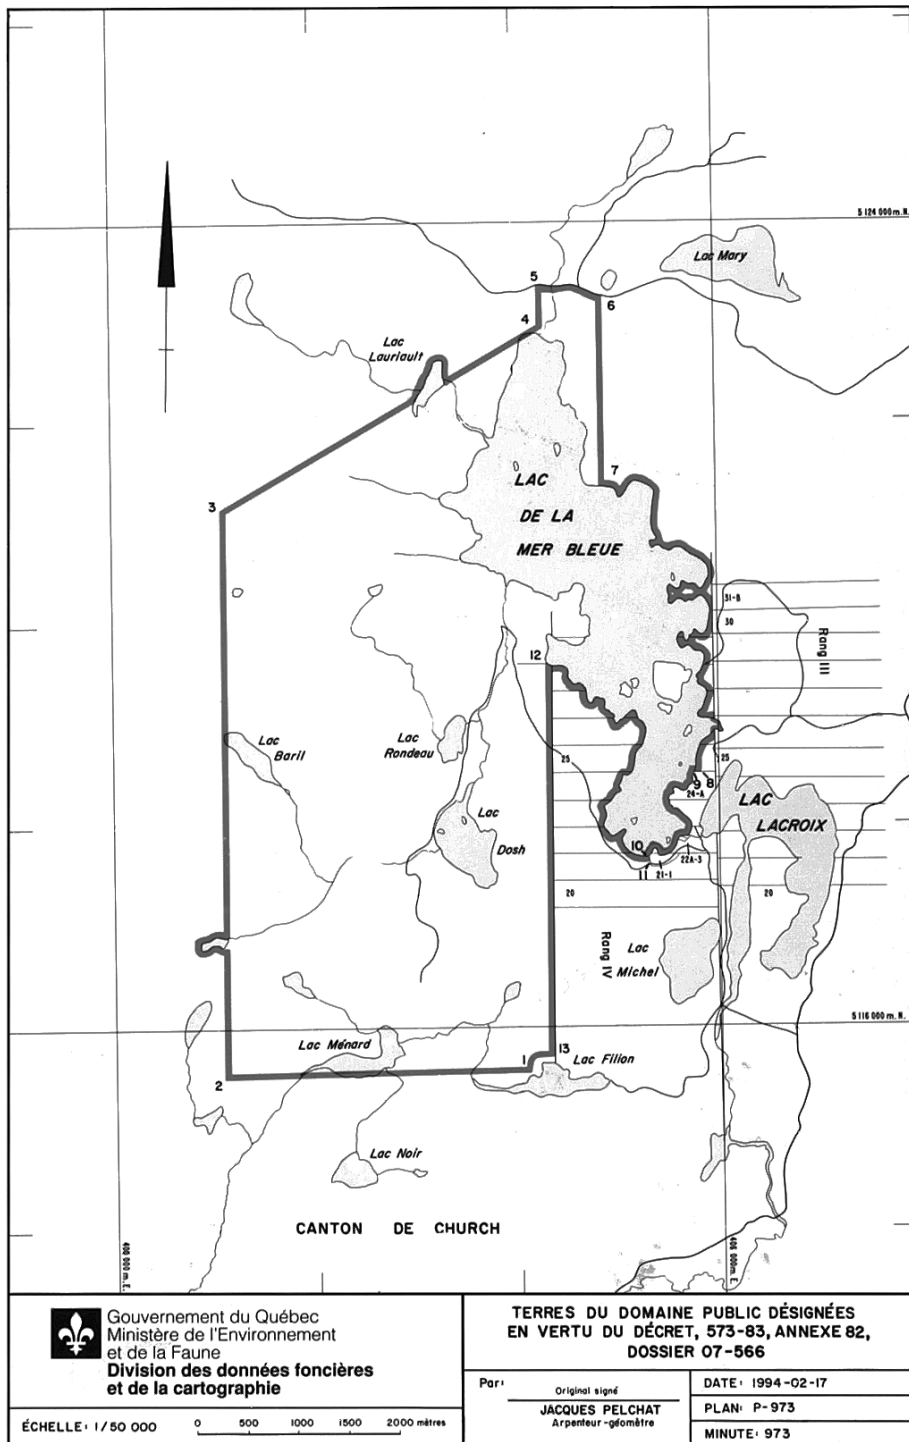 5 124 000 m. N.
Lac Mary
5
6
4
Lac
Lauriault
7
LAC
DE LA
MER BLEUE
3
31-B
30
Rang III
12
Lac
Baril
Lac
Rondeau
25
25
9
8
24-A
LAC
LACROIX
Lac
Dosh
10
11
21-1
22A-3
20
20
Rang IV
Lac
Michel
5 116 000 m. N.
Lac Ménard
1
13
Lac Filion
2
Lac Noir
CANTON DE CHURCH
400 000 m. E.
406 000m. E.
Gouvernement du Québec
Ministère de l'Environnement
et de la Faune
Division des données foncières
et de la cartographie
ÉCHELLE: 1/50 000
0 500 1000 1500 2000 mètres
TERRES DU DOMAINE PUBLIC DÉSIGNÉES
EN VERTU DU DÉCRET, 573-83, ANNEXE 82,
DOSSIER 07-566
Par:
Original signé
JACQUES PELCHAT
Arpenteur-géomètre
DATE: 1994-02-17
PLAN: P-973
MINUTE: 973